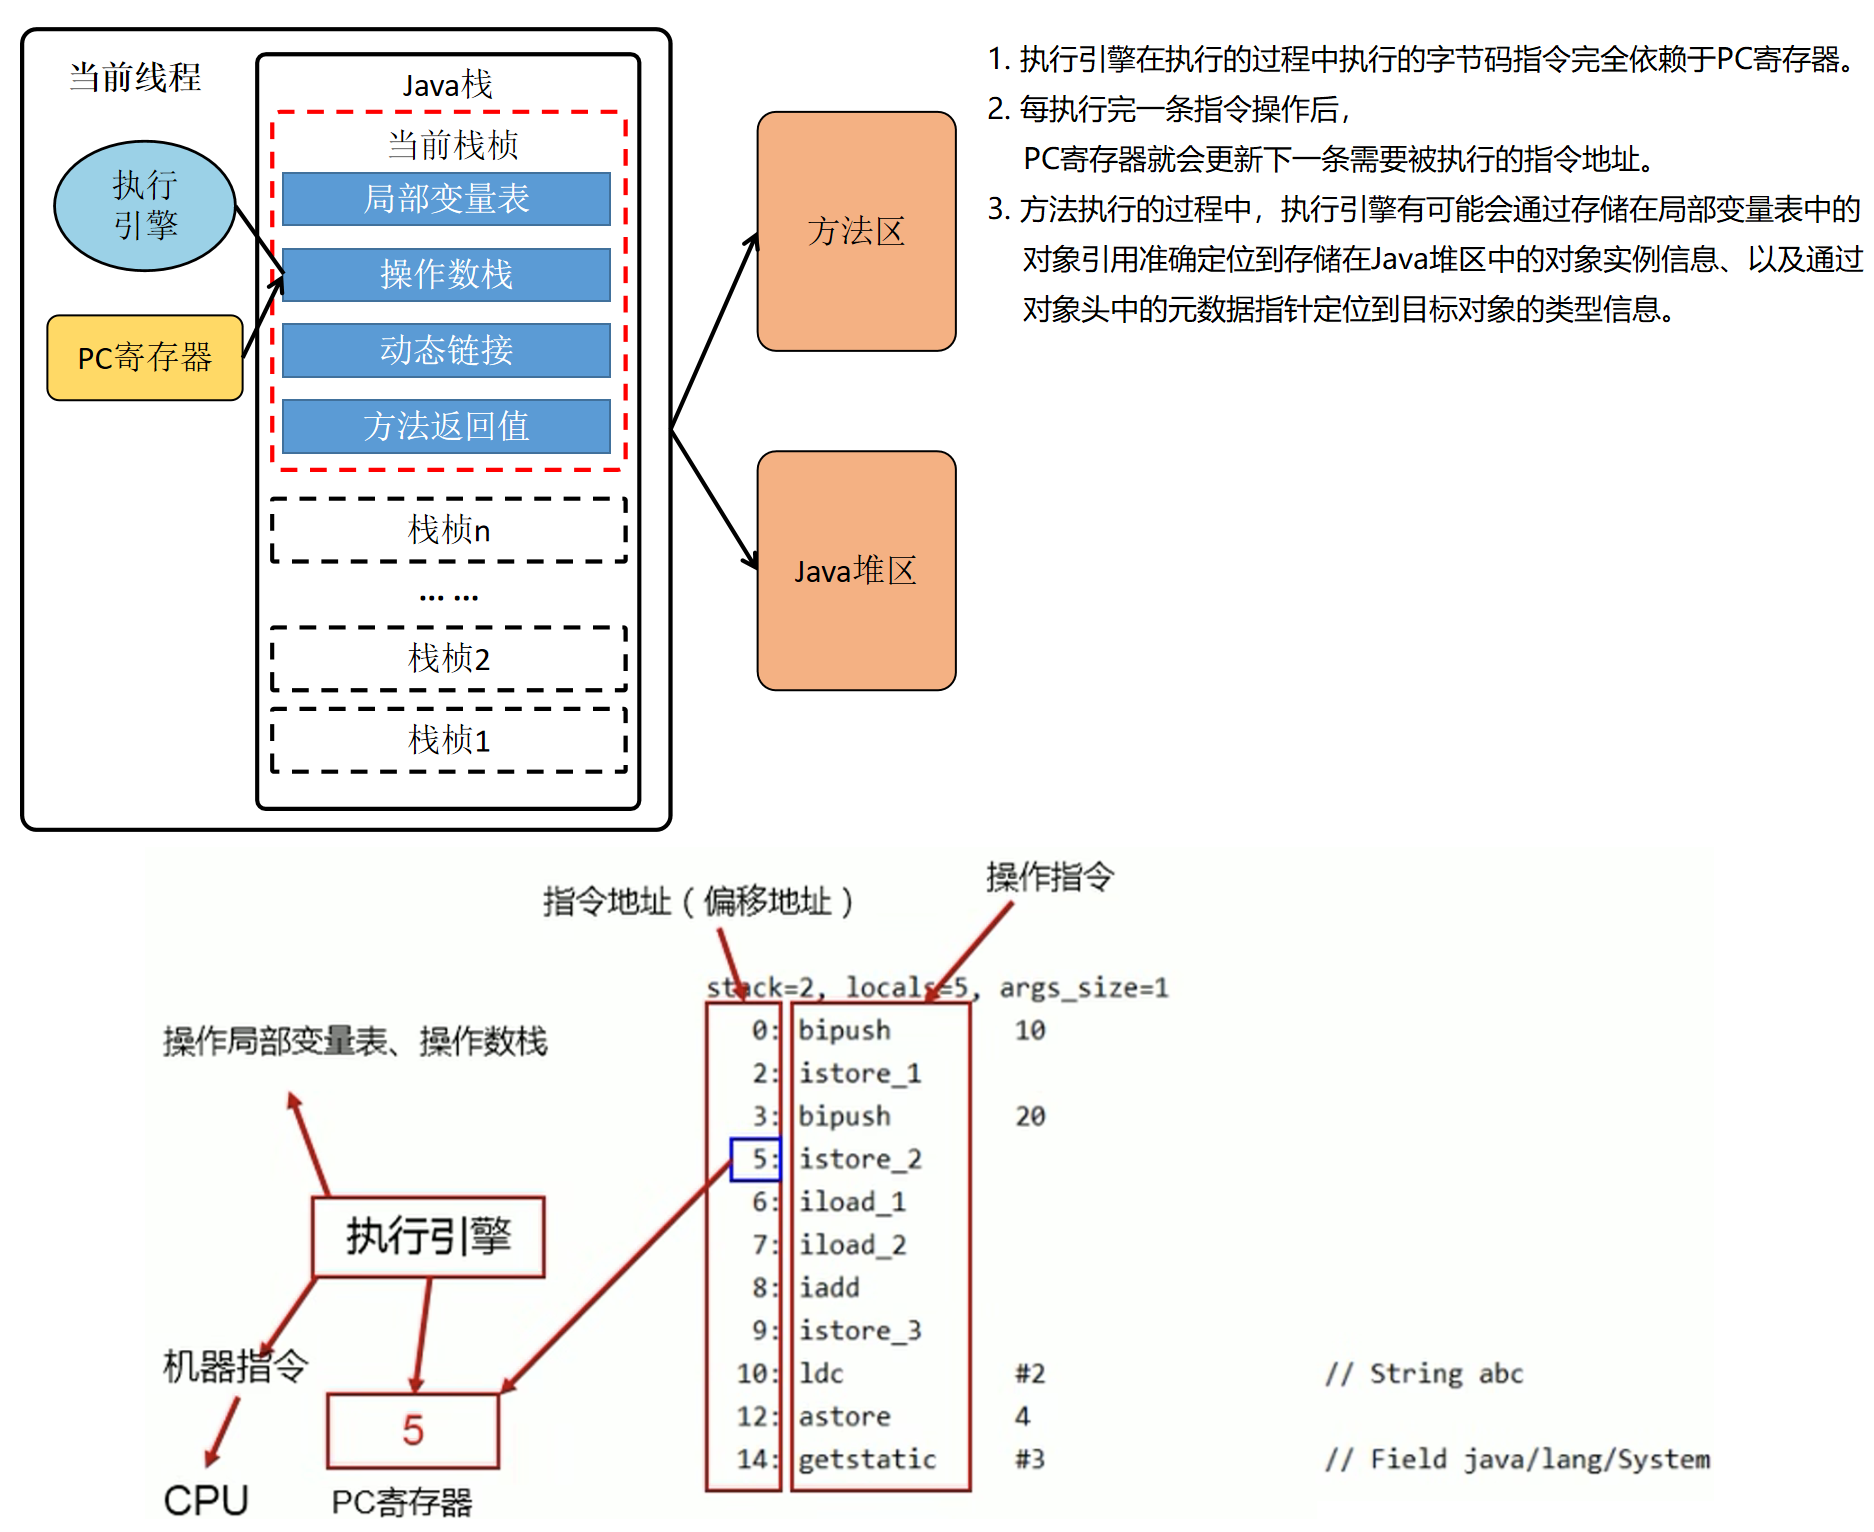 当前线程
Java栈
当前栈桢
执行
引擎
局部变量表
操作数栈
PC寄存器
动态链接
方法返回值
栈桢n
... ...
栈桢2
栈桢1
方法区
Java堆区
1. 执行引擎在执行的过程中执行的字节码指令完全依赖于PC寄存器。
2. 每执行完一条指令操作后，
PC寄存器就会更新下一条需要被执行的指令地址。
3. 方法执行的过程中，执行引擎有可能会通过存储在局部变量表中的
对象引用准确定位到存储在Java堆区中的对象实例信息、以及通过
对象头中的元数据指针定位到目标对象的类型信息。
指令地址（偏移地址）
操作指令
stack=2, locals=5, args_size=1
0: bipush 10
2: istore_1
3: bipush 20
5: istore_2
6: iload_1
7: iload_2
8: iadd
9: istore_3
10: ldc #2 // String abc
12: astore 4
14: getstatic #3 // Field java/lang/System
操作局部变量表、操作数栈
执行引擎
机器指令
5
CPU
PC寄存器